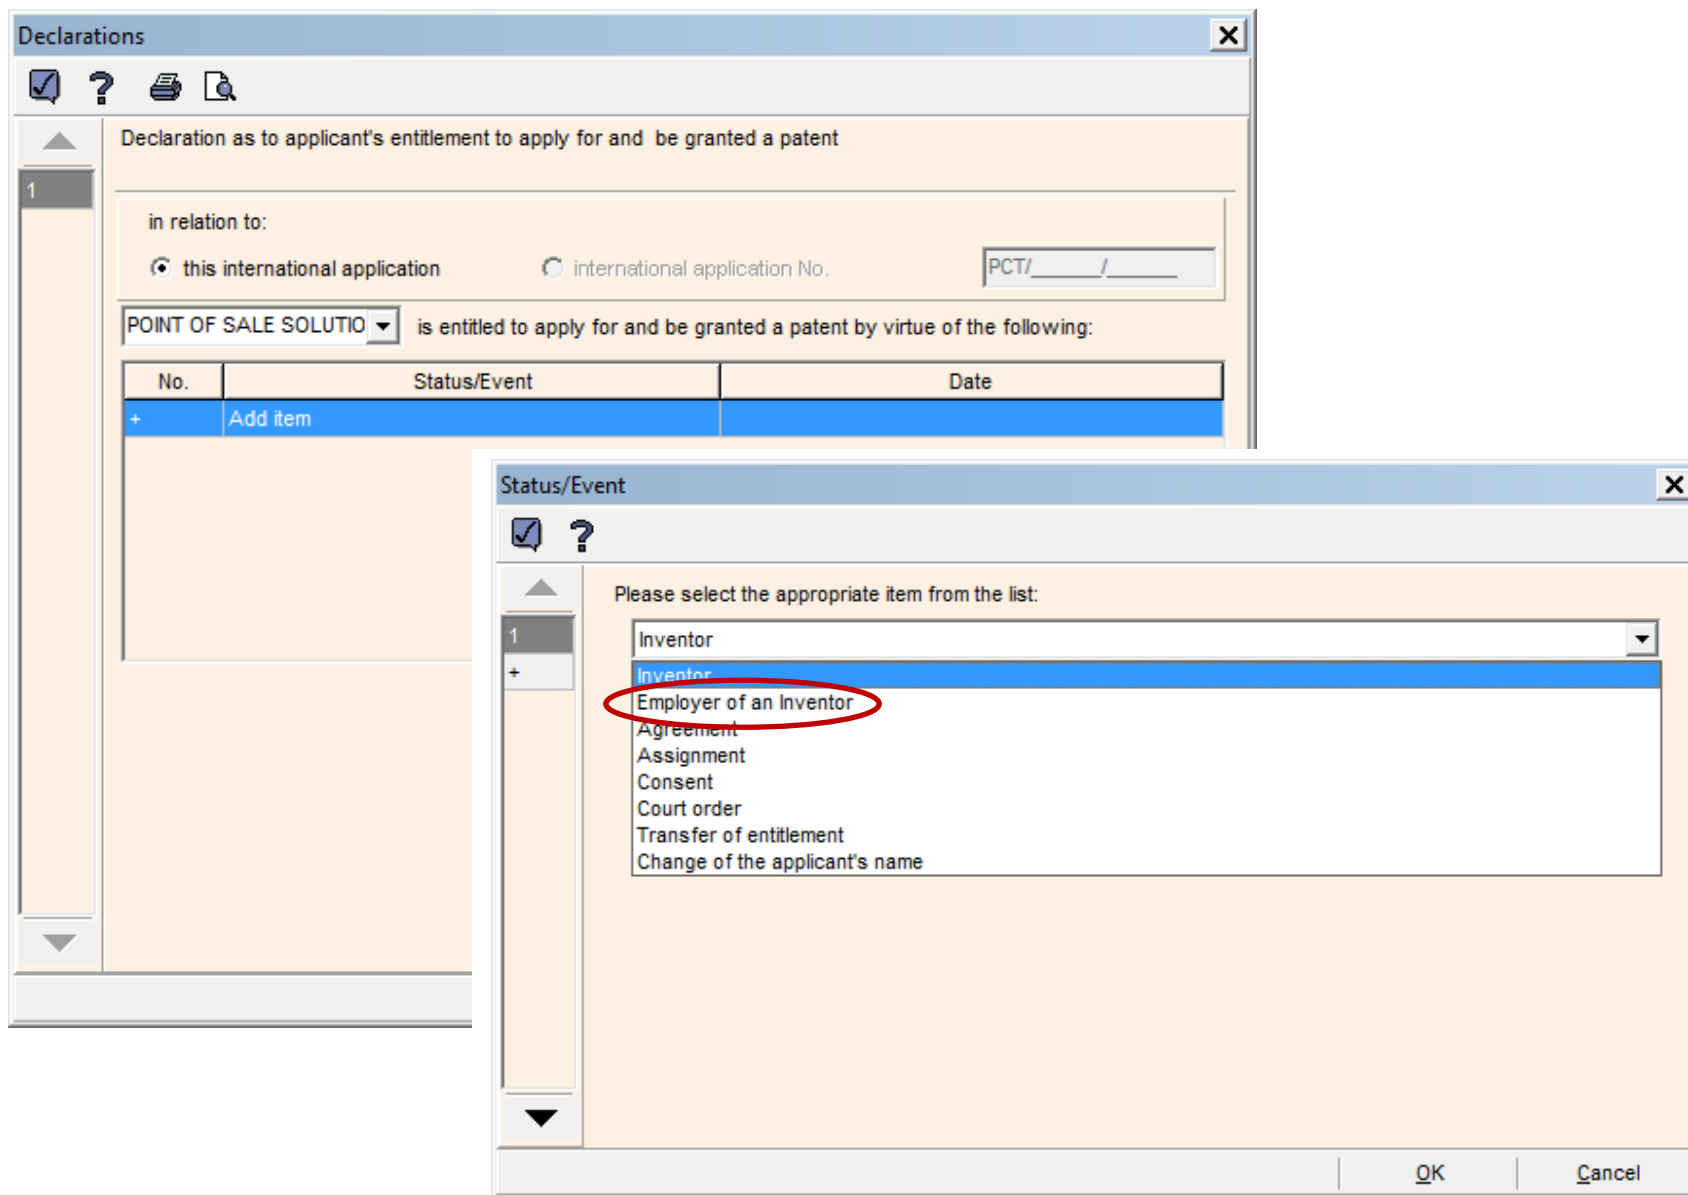 Declarations
?
Declaration as to applicant's entitlement to apply for and be granted a patent
1
in relation to:
this international application
international application No.
PCT/______/______
POINT OF SALE SOLUTIO
is entitled to apply for and be granted a patent by virtue of the following:
No. Status/Event Date
+ Add item
Status/Event
?
Please select the appropriate item from the list:
1
+
Inventor
Inventor
Employer of an Inventor
Agreement
Assignment
Consent
Court order
Transfer of entitlement
Change of the applicant's name
OK
Cancel